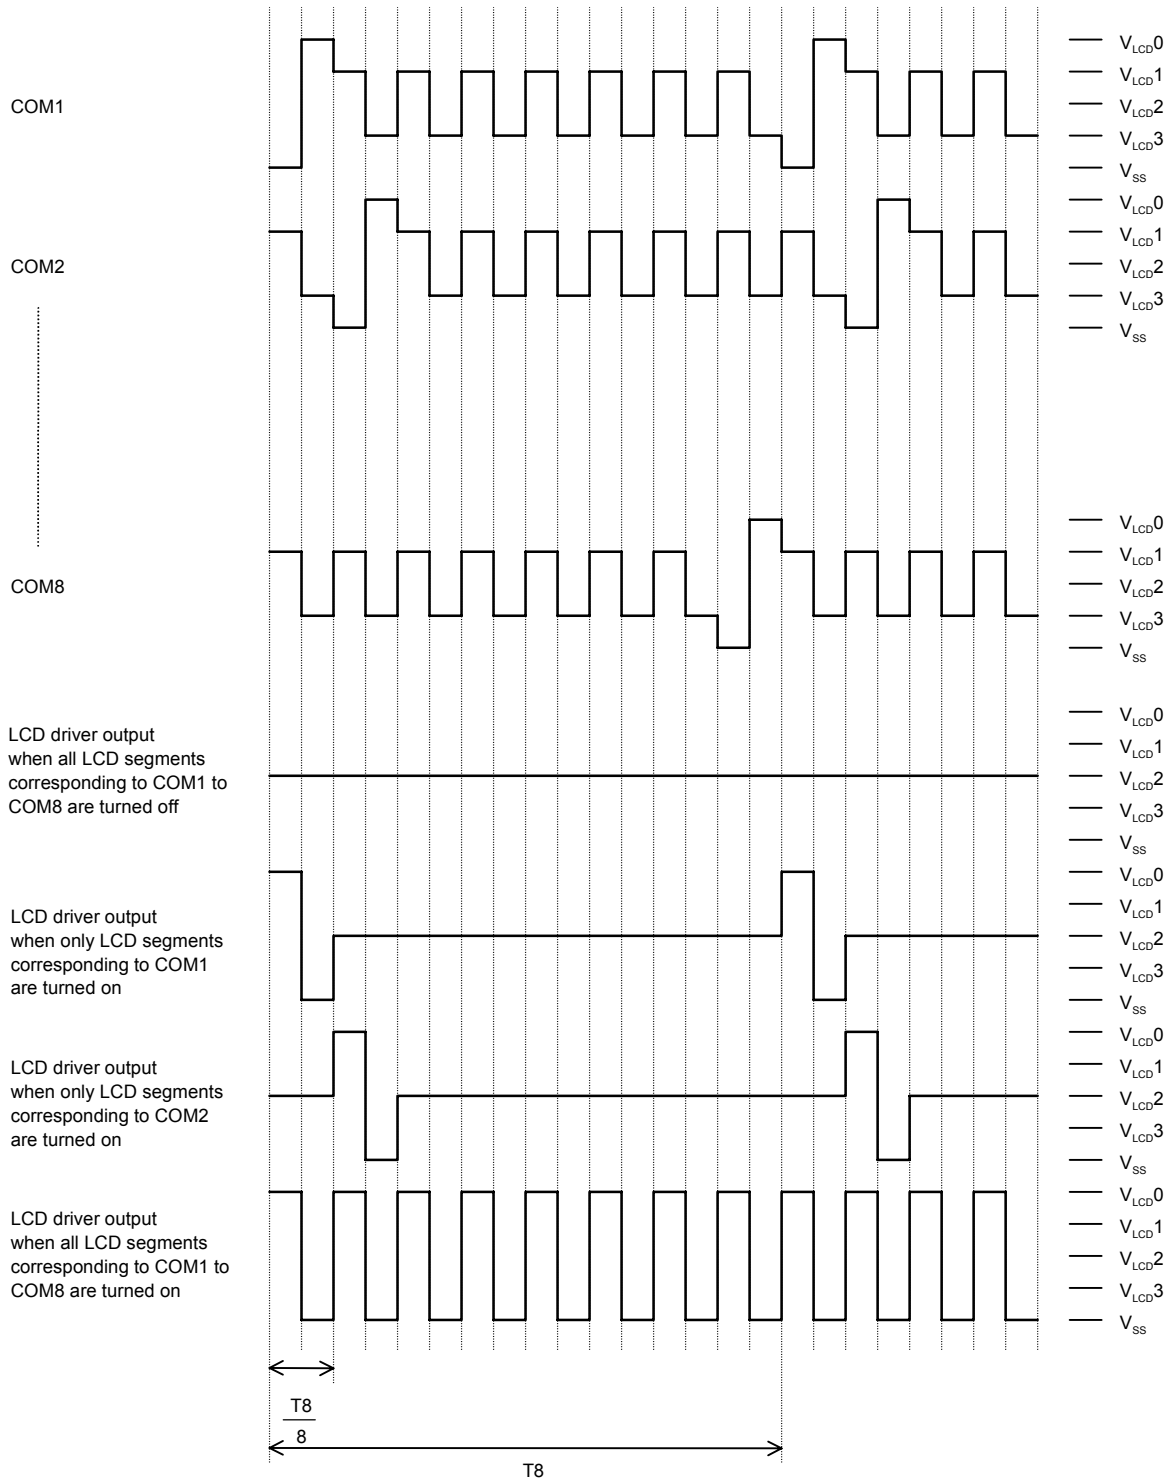 COM1
V_LCD0
V_LCD1
V_LCD2
V_LCD3
V_SS
COM2
V_LCD0
V_LCD1
V_LCD2
V_LCD3
V_SS
COM8
V_LCD0
V_LCD1
V_LCD2
V_LCD3
V_SS
LCD driver output
when all LCD segments
corresponding to COM1 to
COM8 are turned off
V_LCD0
V_LCD1
V_LCD2
V_LCD3
V_SS
LCD driver output
when only LCD segments
corresponding to COM1
are turned on
V_LCD0
V_LCD1
V_LCD2
V_LCD3
V_SS
LCD driver output
when only LCD segments
corresponding to COM2
are turned on
V_LCD0
V_LCD1
V_LCD2
V_LCD3
V_SS
LCD driver output
when all LCD segments
corresponding to COM1 to
COM8 are turned on
V_LCD0
V_LCD1
V_LCD2
V_LCD3
V_SS
T8
8
T8